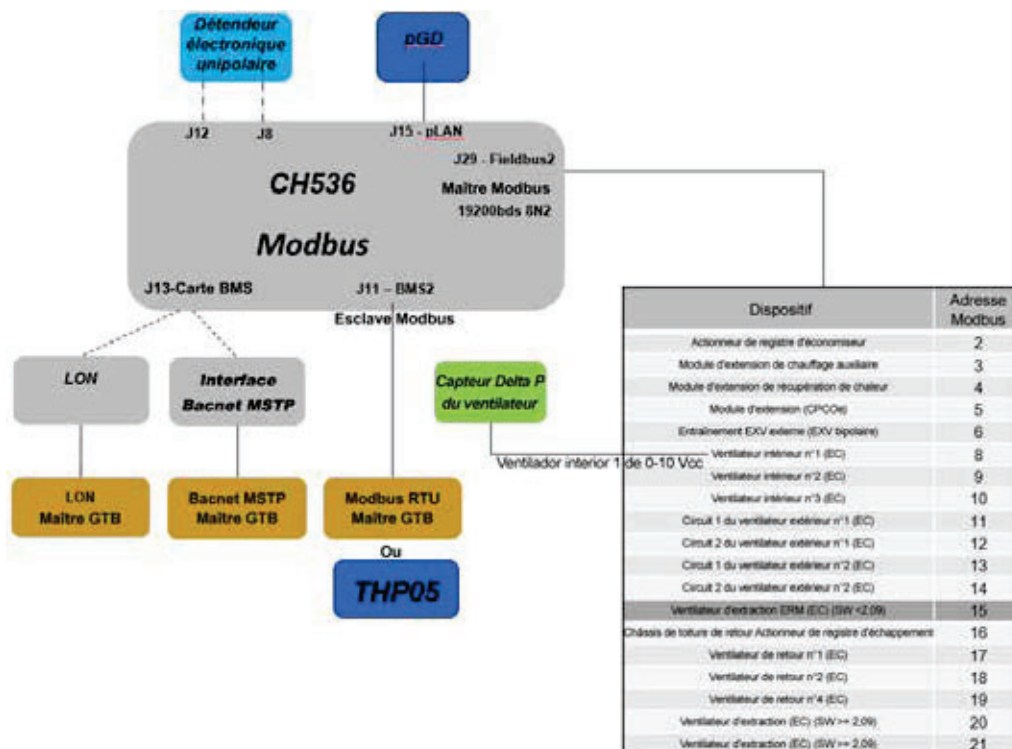 Détendeur
électronique
unipolaire
pGD
J12
J8
J15 - pLAN
J29 - Fieldbus2
CH536
Maître Modbus
19200bds 8N2
Modbus
J13-Carte BMS
J11 – BMS2
Esclave Modbus
LON
Interface
Bacnet MSTP
Capteur Delta P
du ventilateur
Ventilador interior 1 de 0-10 Vcc
LON
Maître GTB
Bacnet MSTP
Maître GTB
Modbus RTU
Maître GTB
Ou
THP05
Dispositif Adresse Modbus
Actionneur de registre d'économiseur 2
Module d'extension de chauffage auxiliaire 3
Module d'extension de récupération de chaleur 4
Module d'extension (CPCOe) 5
Entraînement EXV externe (EXV bipolaire) 6
Ventilateur intérieur n°1 (EC) 8
Ventilateur intérieur n°2 (EC) 9
Ventilateur intérieur n°3 (EC) 10
Circuit 1 du ventilateur extérieur n°1 (EC) 11
Circuit 2 du ventilateur extérieur n°1 (EC) 12
Circuit 1 du ventilateur extérieur n°2 (EC) 13
Circuit 2 du ventilateur extérieur n°2 (EC) 14
Ventilateur d'extraction ERM (EC) (SW <2,09) 15
Châssis de toiture de retour Actionneur de registre d'échappement 16
Ventilateur de retour n°1 (EC) 17
Ventilateur de retour n°2 (EC) 18
Ventilateur de retour n°4 (EC) 19
Ventilateur d'extraction (EC) (SW >= 2,09) 20
Ventilateur d'extraction (EC) (SW >= 2,09) 21